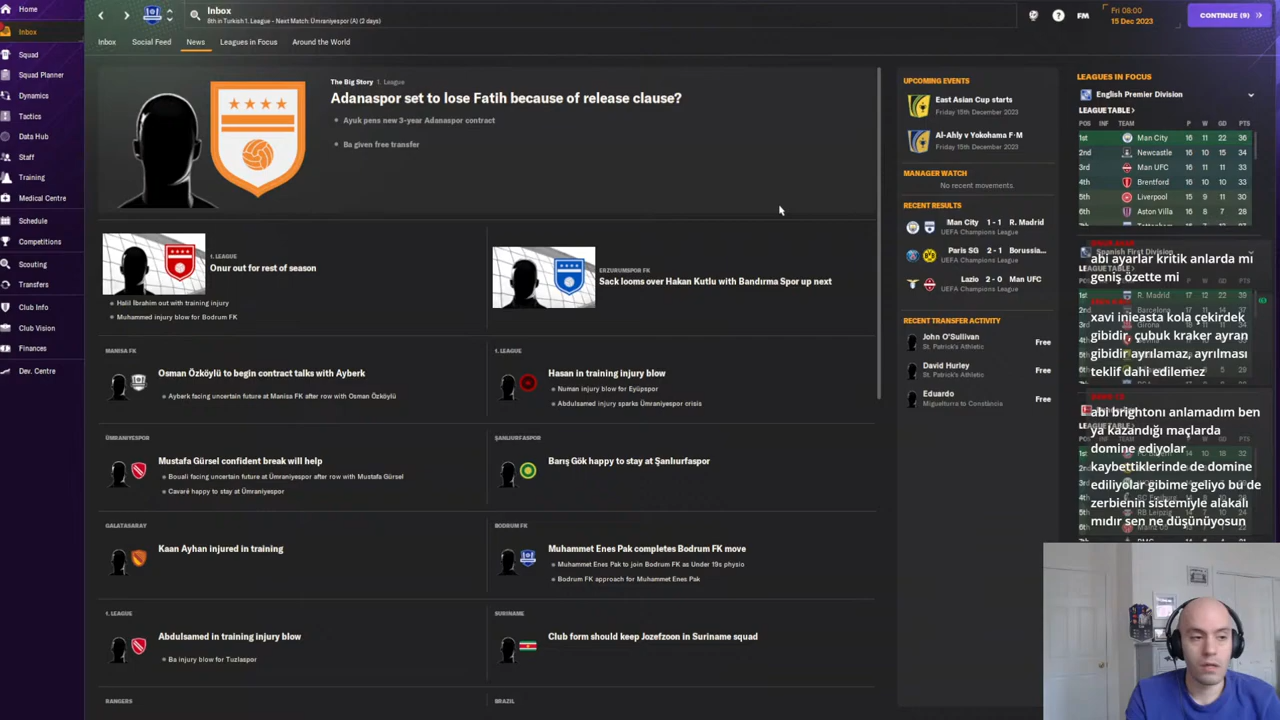 Home
Inbox
Squad
Squad Planner
Dynamics
Tactics
Data Hub
Staff
Training
Medical Centre
Schedule
Competitions
Scouting
Transfers
Club Info
Club Vision
Finances
Dev. Centre
Inbox
8th in Turkish 1. League - Next Match: Ümraniyespor (A) (2 days)
FM
Fri 08:00
15 Dec 2023
CONTINUE (9)
Inbox
Social Feed
News
Leagues in Focus
Around the World
The Big Story 1. League
Adanaspor set to lose Fatih because of release clause?
Ayuk pens new 3-year Adanaspor contract
Ba given free transfer
1. LEAGUE
Onur out for rest of season
Halil İbrahim out with training injury
Muhammed injury blow for Bodrum FK
ERZURUMSPOR FK
Sack looms over Hakan Kutlu with Bandırma Spor up next
MANISA FK
Osman Özköylü to begin contract talks with Ayberk
Ayberk facing uncertain future at Manisa FK after row with Osman Özköylü
1. LEAGUE
Hasan in training injury blow
Numan injury blow for Eyüpspor
Abdulsamed injury sparks Ümraniyespor crisis
ÜMRANIYESPOR
Mustafa Gürsel confident break will help
Bouali facing uncertain future at Ümraniyespor after row with Mustafa Gürsel
Cavaré happy to stay at Ümraniyespor
ŞANLIURFASPOR
Barış Gök happy to stay at Şanlıurfaspor
GALATASARAY
Kaan Ayhan injured in training
BODRUM FK
Muhammet Enes Pak completes Bodrum FK move
Muhammet Enes Pak to join Bodrum FK as Under 19s physio
Bodrum FK approach for Muhammet Enes Pak
1. LEAGUE
Abdulsamed in training injury blow
Ba injury blow for Tuzlaspor
SURINAME
Club form should keep Jozefzoon in Suriname squad
RANGERS
BRAZIL
UPCOMING EVENTS
East Asian Cup starts
Friday 15th December 2023
Al-Ahly v Yokohama F·M
Friday 15th December 2023
MANAGER WATCH
No recent movements
RECENT RESULTS
Man City 1 - 1 R. Madrid
UEFA Champions League
Paris SG 2 - 1 Borussia...
UEFA Champions League
Lazio 2 - 0 Man UFC
UEFA Champions League
RECENT TRANSFER ACTIVITY
John O'Sullivan
St. Patrick's Athletic
Free
David Hurley
St. Patrick's Athletic
Free
Eduardo
Miguelturra to Constância
Free
LEAGUES IN FOCUS
English Premier Division
LEAGUE TABLE >
POS INF TEAM P W GD PTS
1st Man City 16 11 22 36
2nd Newcastle 16 10 15 34
3rd Man UFC 16 11 9 33
4th Brentford 16 10 10 33
5th Liverpool 15 9 11 30
6th Aston Villa 16 8 7 28
Spanish First Division
abi ayarlar kritik anlarda mi
geniş özette mi
R. Madrid 17 12 22 39
xavi iniesta kola çekirdek
gibidir, çubuk kraker ayran
gibidir ayrılamaz, ayrılması
teklif dahi edilemez
abi brightonı anlamadım ben
ya kazandığı maçlarda
domine ediyolar
kaybettiklerinde de domine
ediliyolar gibime geliyo bu de
zerbienin sistemiyle alakalı
mıdır sen ne düşünüyosun